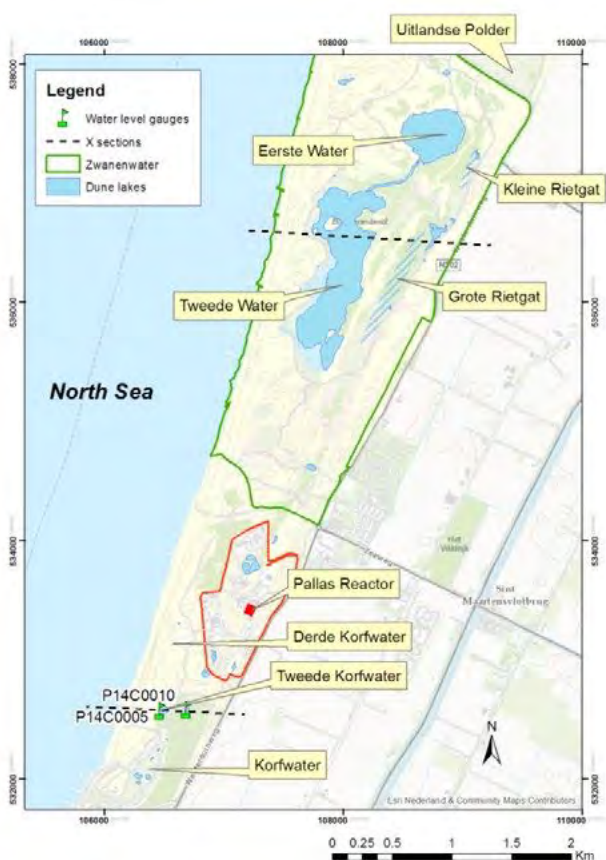 Uitlandse Polder
106000
108000
110000
538000
538000
Legend
Water level gauges
X sections
Zwanenwater
Dune lakes
Eerste Water
Kleine Rietgat
Tweede Water
Grote Rietgat
536000
536000
North Sea
534000
534000
Sint
Maartensvlotbrug
Pallas Reactor
Derde Korfwater
Tweede Korfwater
P14C0010
P14C0005
Korfwater
N
532000
532000
Esri Nederland & Community Maps Contributors
106000
108000
110000
0 0.25 0.5 1 1.5 2
Km